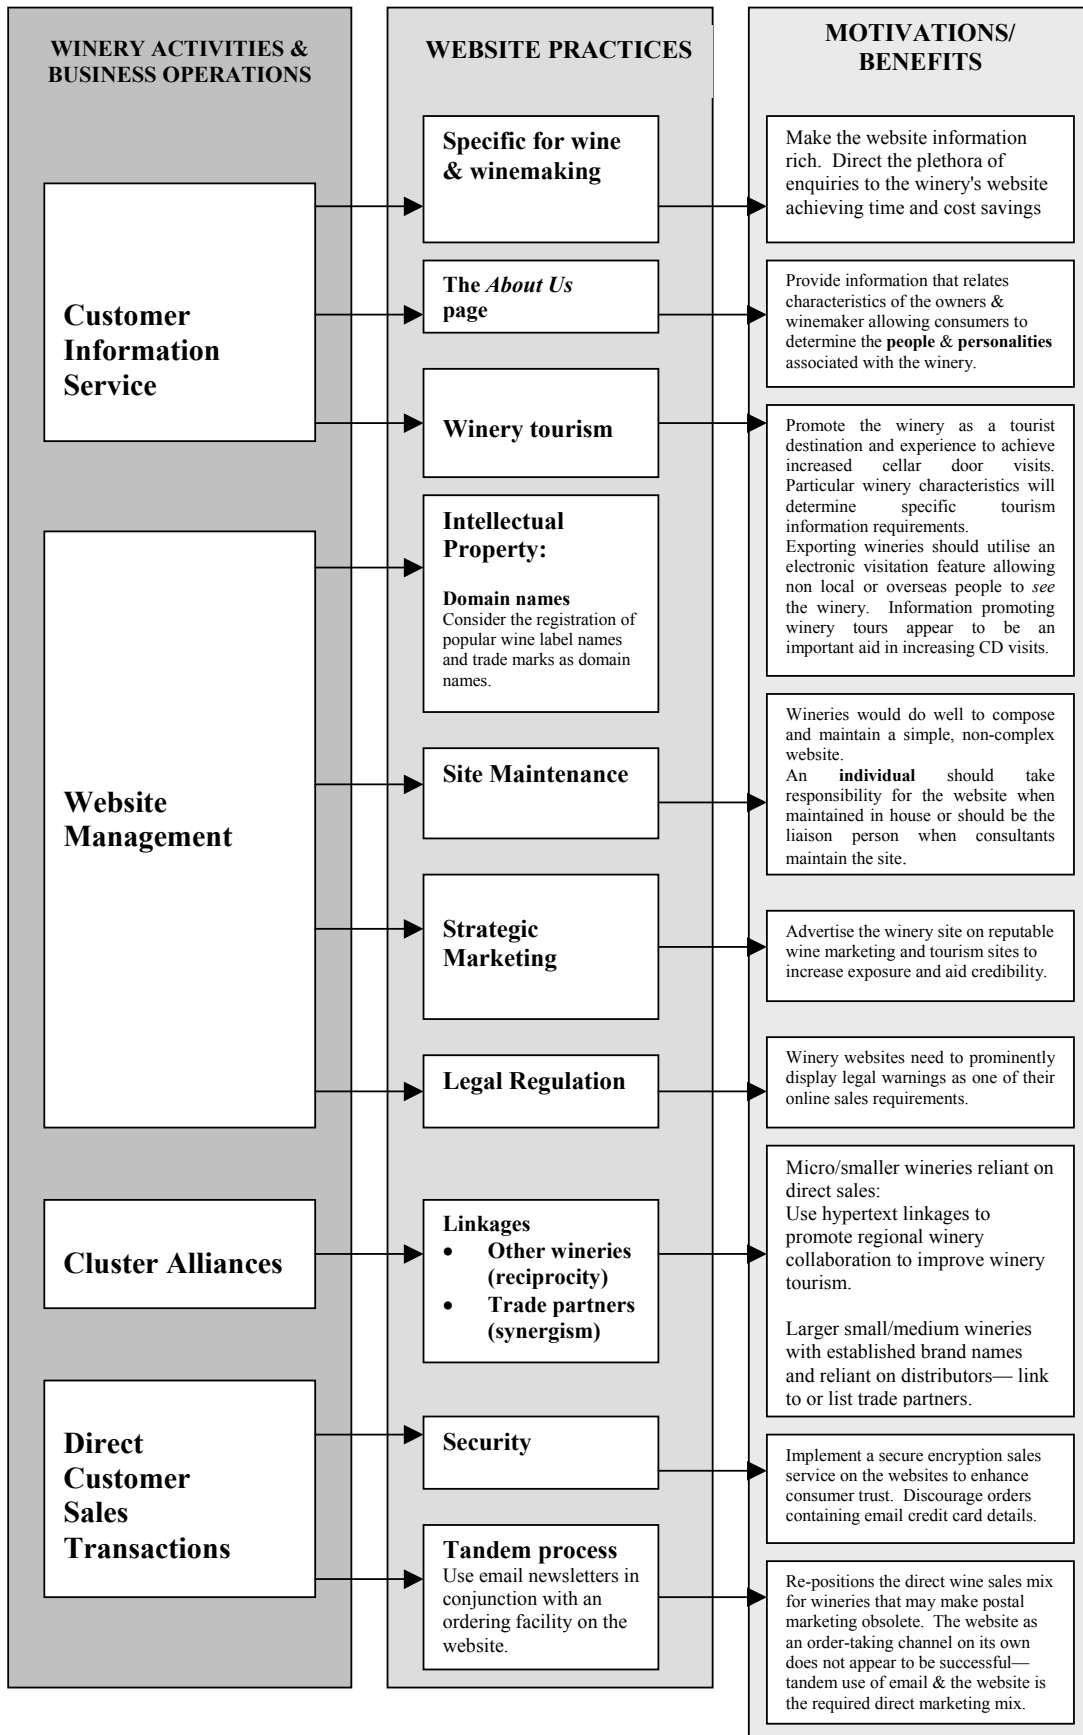 WINERY ACTIVITIES &
BUSINESS OPERATIONS
Customer
Information
Service
Website
Management
Cluster Alliances
Direct
Customer
Sales
Transactions
WEBSITE PRACTICES
Specific for wine
& winemaking
The About Us
page
Winery tourism
Intellectual
Property:
Domain names
Consider the registration of
popular wine label names
and trade marks as domain
names.
Site Maintenance
Strategic
Marketing
Legal Regulation
Linkages
• Other wineries
(reciprocity)
• Trade partners
(synergism)
Security
Tandem process
Use email newsletters in
conjunction with an
ordering facility on the
website.
MOTIVATIONS/
BENEFITS
Make the website information
rich. Direct the plethora of
enquiries to the winery's website
achieving time and cost savings
Provide information that relates
characteristics of the owners &
winemaker allowing consumers to
determine the people & personalities
associated with the winery.
Promote the winery as a tourist
destination and experience to achieve
increased cellar door visits.
Particular winery characteristics will
determine specific tourism
information requirements.
Exporting wineries should utilise an
electronic visitation feature allowing
non local or overseas people to see
the winery. Information promoting
winery tours appear to be an
important aid in increasing CD visits.
Wineries would do well to compose
and maintain a simple, non-complex
website.
An individual should take
responsibility for the website when
maintained in house or should be the
liaison person when consultants
maintain the site.
Advertise the winery site on reputable
wine marketing and tourism sites to
increase exposure and aid credibility.
Winery websites need to prominently
display legal warnings as one of their
online sales requirements.
Micro/smaller wineries reliant on
direct sales:
Use hypertext linkages to
promote regional winery
collaboration to improve winery
tourism.
Larger small/medium wineries
with established brand names
and reliant on distributors— link
to or list trade partners.
Implement a secure encryption sales
service on the websites to enhance
consumer trust. Discourage orders
containing email credit card details.
Re-positions the direct wine sales mix
for wineries that may make postal
marketing obsolete. The website as
an order-taking channel on its own
does not appear to be successful—
tandem use of email & the website is
the required direct marketing mix.